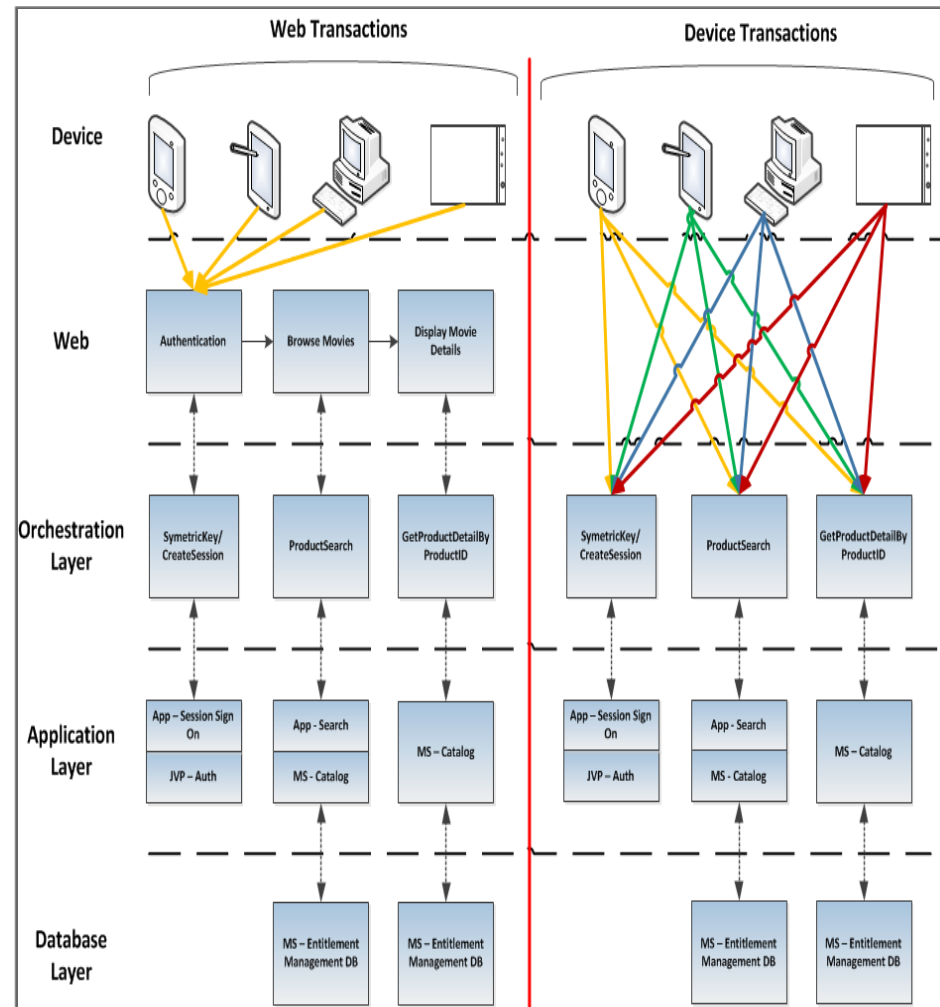 Web Transactions
Device Transactions
Device
Web
Authentication
Browse Movies
Display Movie
Details
Orchestration
Layer
SymetricKey/
CreateSession
ProductSearch
GetProductDetailBy
ProductID
SymetricKey/
CreateSession
ProductSearch
GetProductDetailBy
ProductID
Application
Layer
App – Session Sign
On
JVP – Auth
App - Search
MS - Catalog
MS – Catalog
App – Session Sign
On
JVP – Auth
App - Search
MS - Catalog
MS – Catalog
Database
Layer
MS – Entitlement
Management DB
MS – Entitlement
Management DB
MS – Entitlement
Management DB
MS – Entitlement
Management DB